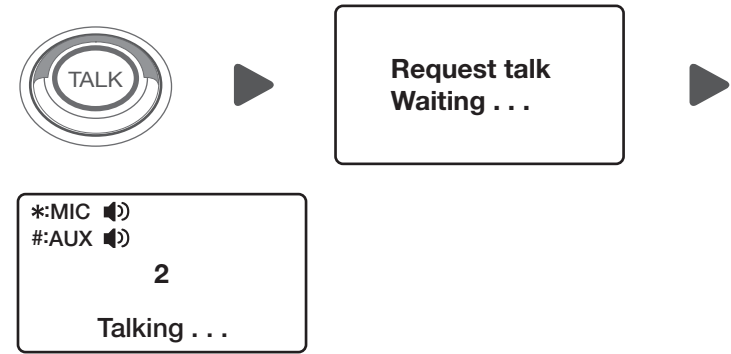 TALK
Request talk
Waiting . . .
*:MIC
#:AUX
2
Talking . . .